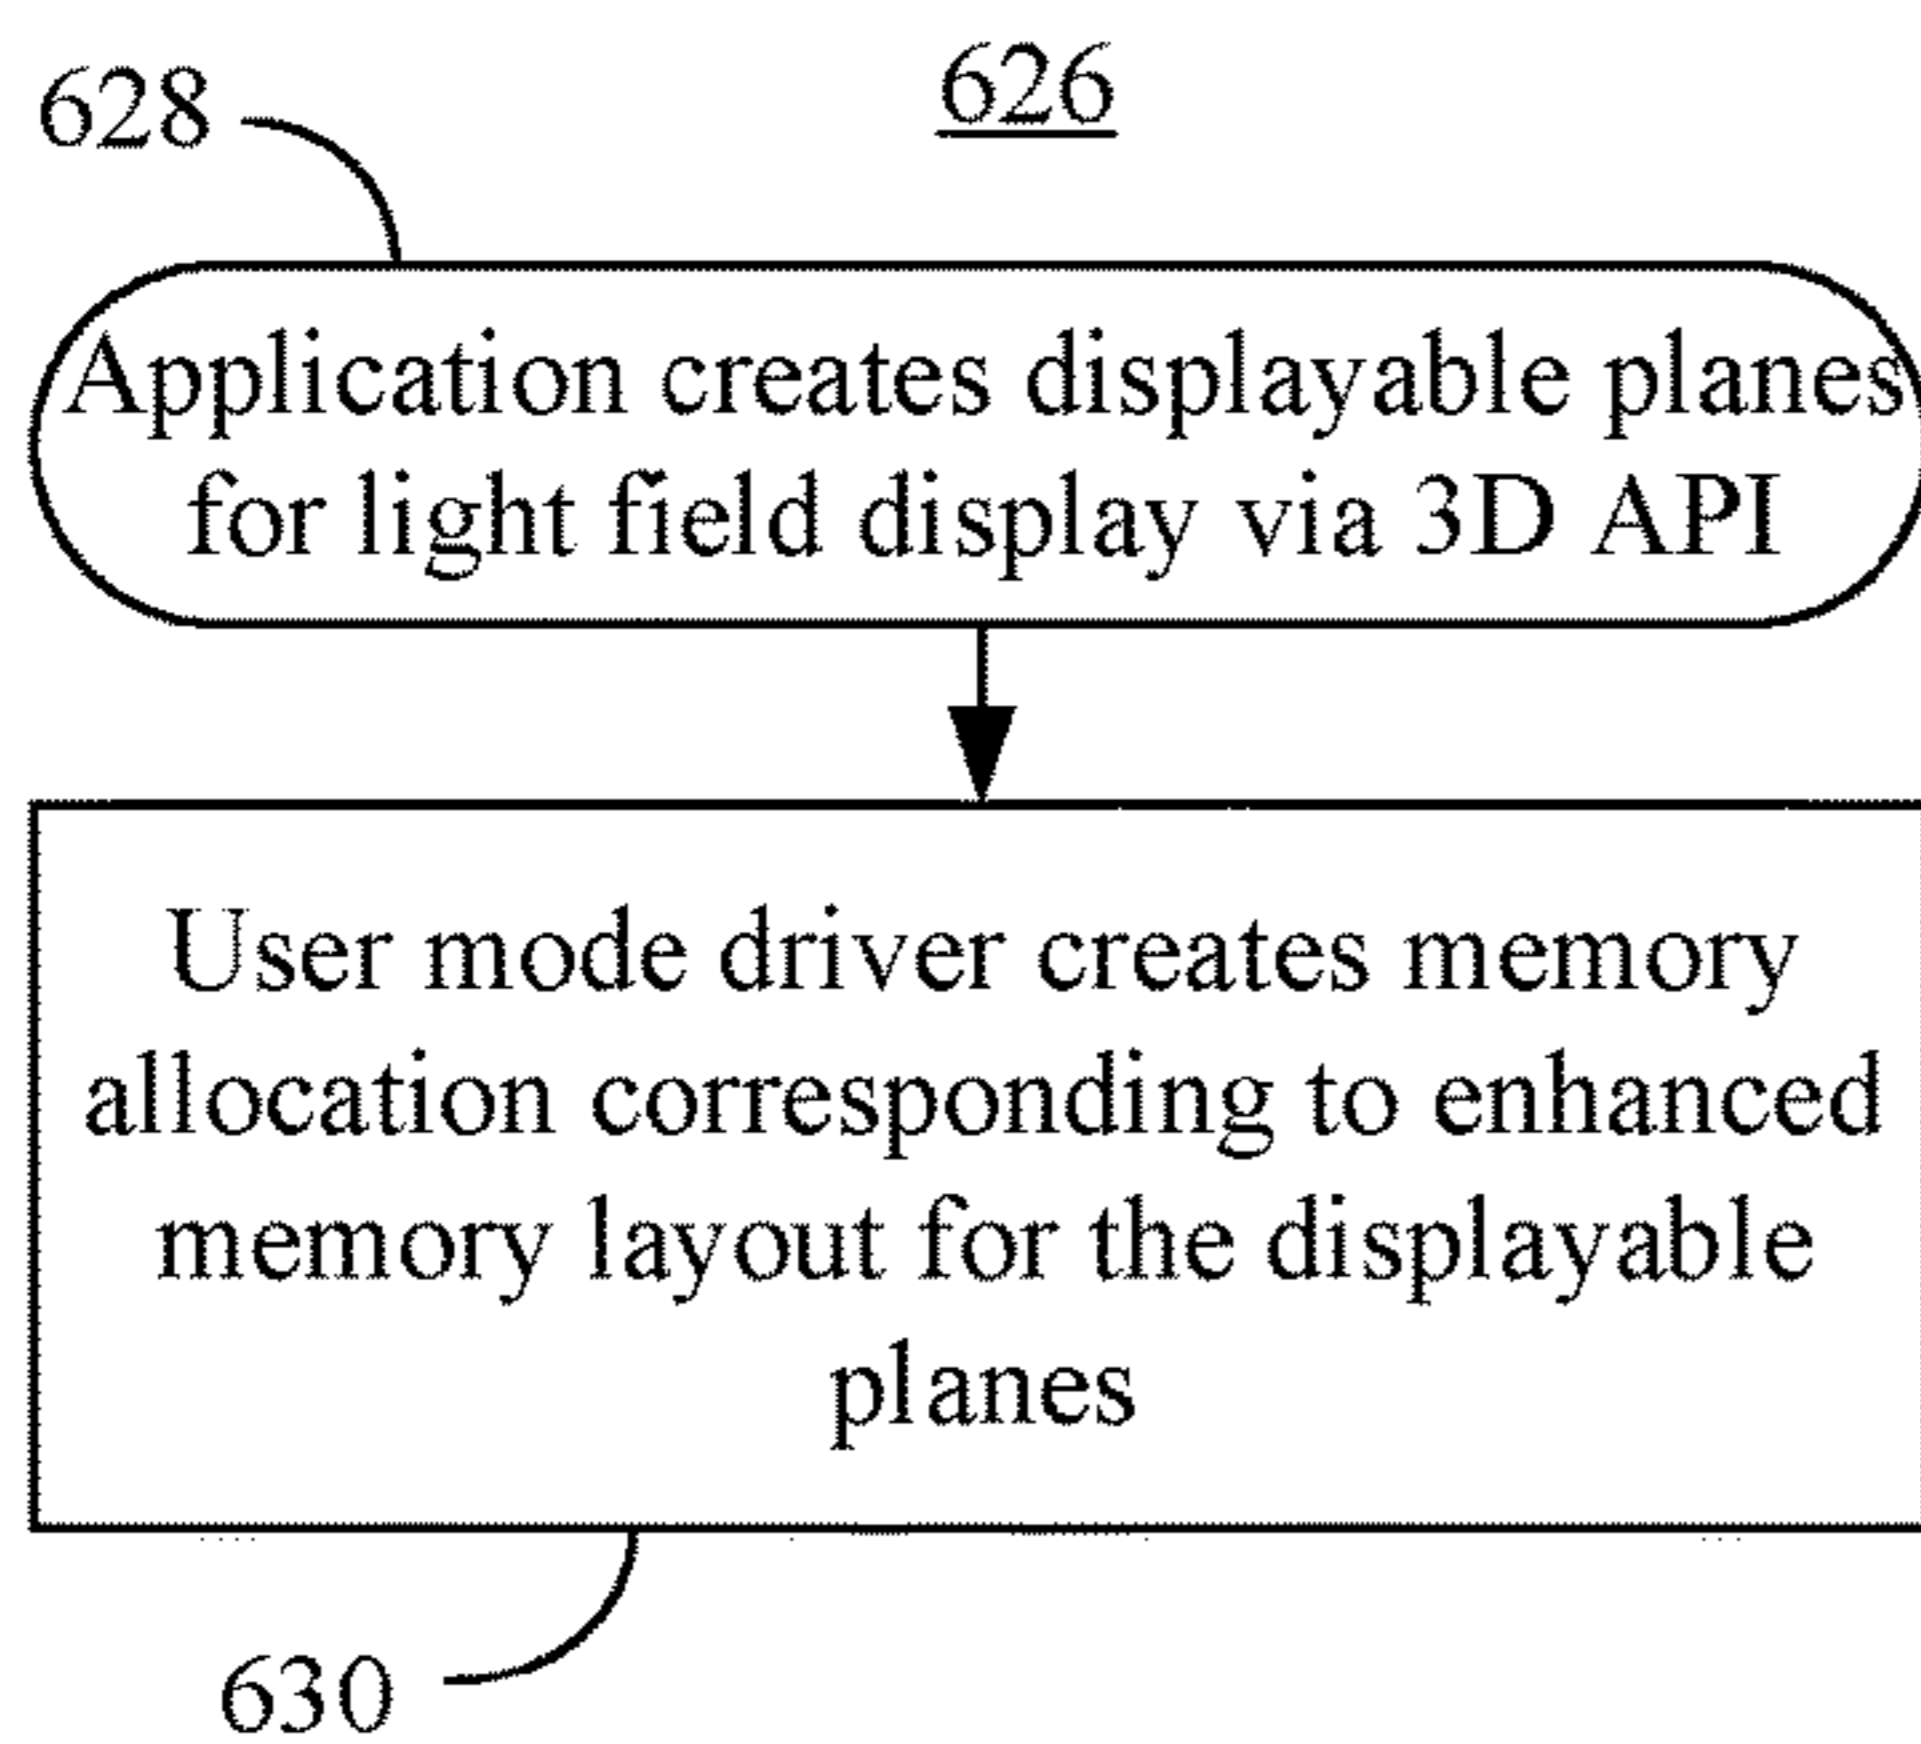 628
626
Application creates displayable planes
for light field display via 3D API
User mode driver creates memory
allocation corresponding to enhanced
memory layout for the displayable
planes
630